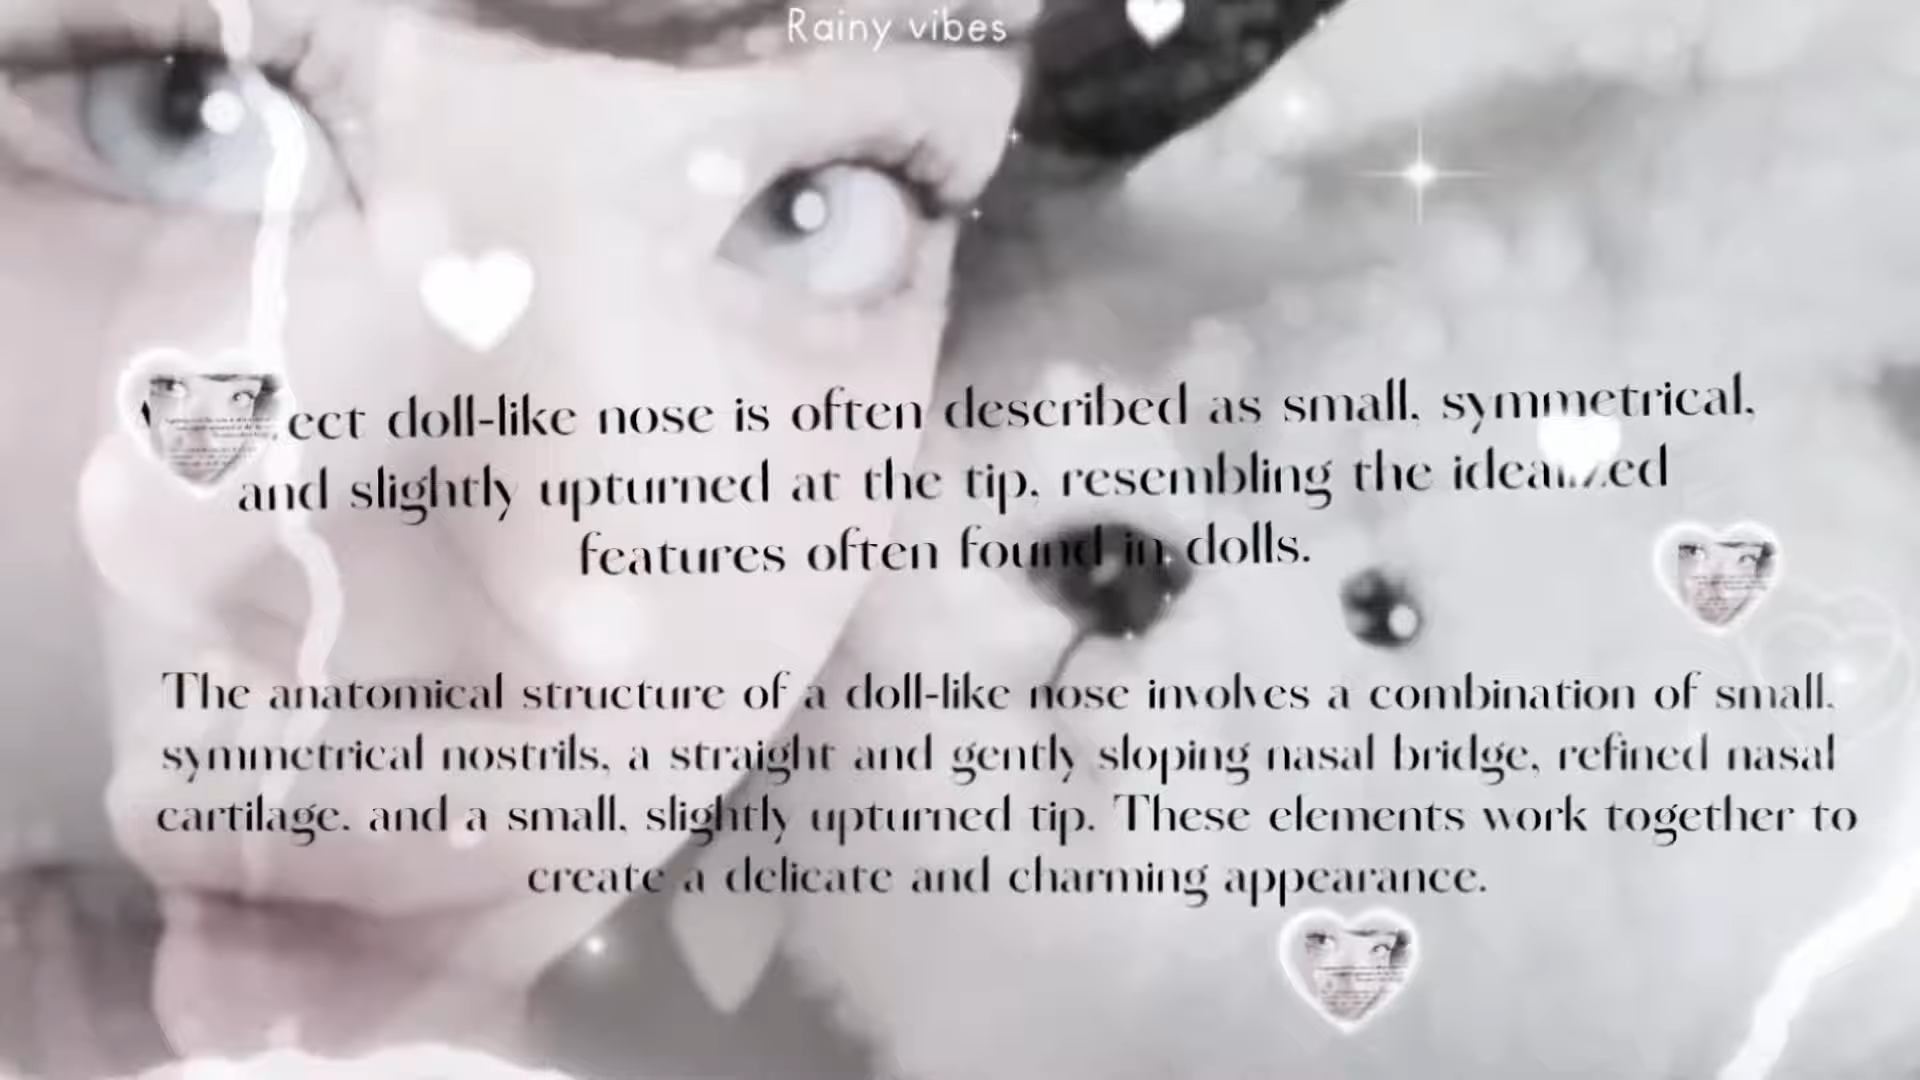 Rainy vibes
doll-like nose is often described as small, symmetrical,
and slightly upturned at the tip, resembling the idealized
features often found in dolls.
The anatomical structure of a doll-like nose involves a combination of small,
symmetrical nostrils, a straight and gently sloping nasal bridge, refined nasal
cartilage, and a small, slightly upturned tip. These elements work together to
create a delicate and charming appearance.